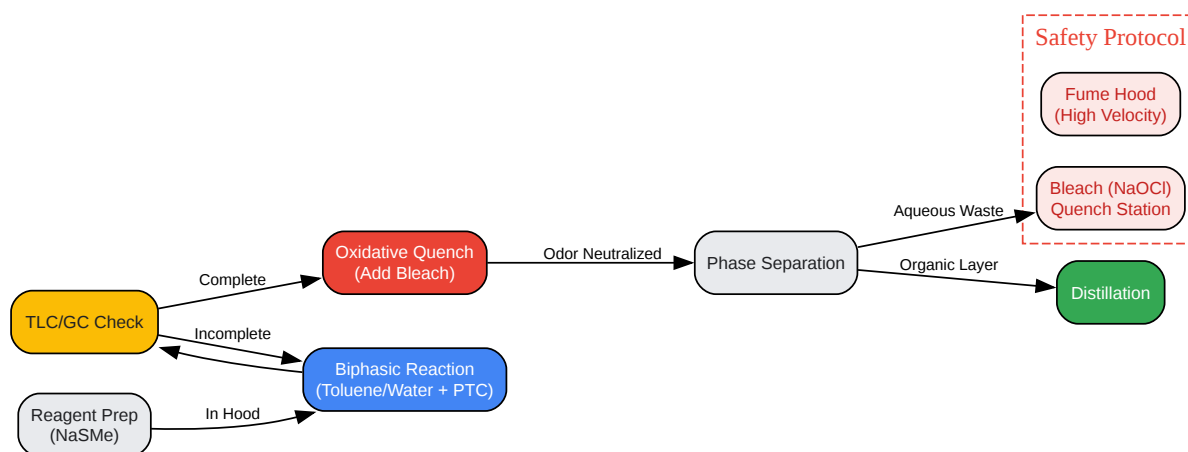 Safety Protocol
Fume Hood
(High Velocity)
Bleach (NaOCl)
Quench Station
Aqueous Waste
Oxidative Quench
(Add Bleach)
Odor Neutralized
Phase Separation
Organic Layer
Distillation
Complete
TLC/GC Check
Incomplete
Biphasic Reaction
(Toluene/Water + PTC)
Reagent Prep
(NaSMe)
In Hood